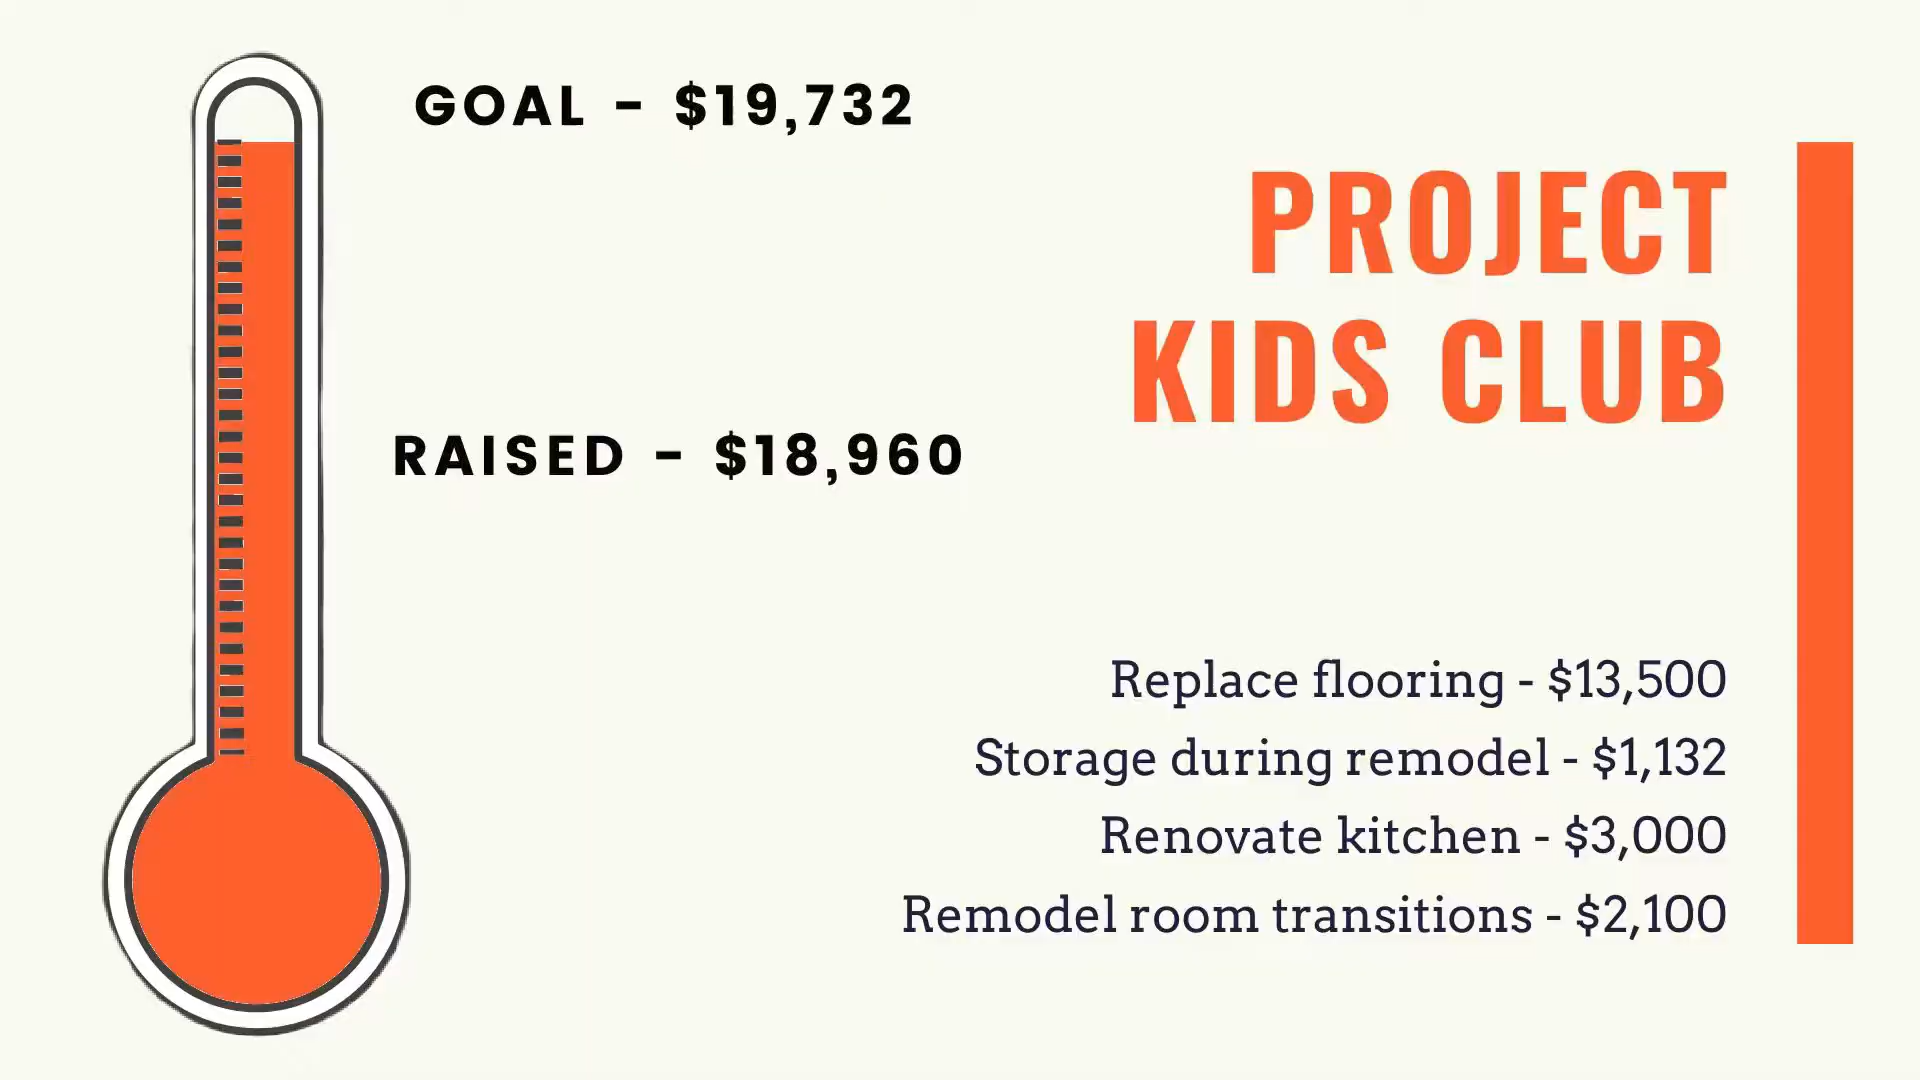 GOAL - $19,732
PROJECT
KIDS CLUB
RAISED - $18,960
Replace flooring - $13,500
Storage during remodel - $1,132
Renovate kitchen - $3,000
Remodel room transitions - $2,100